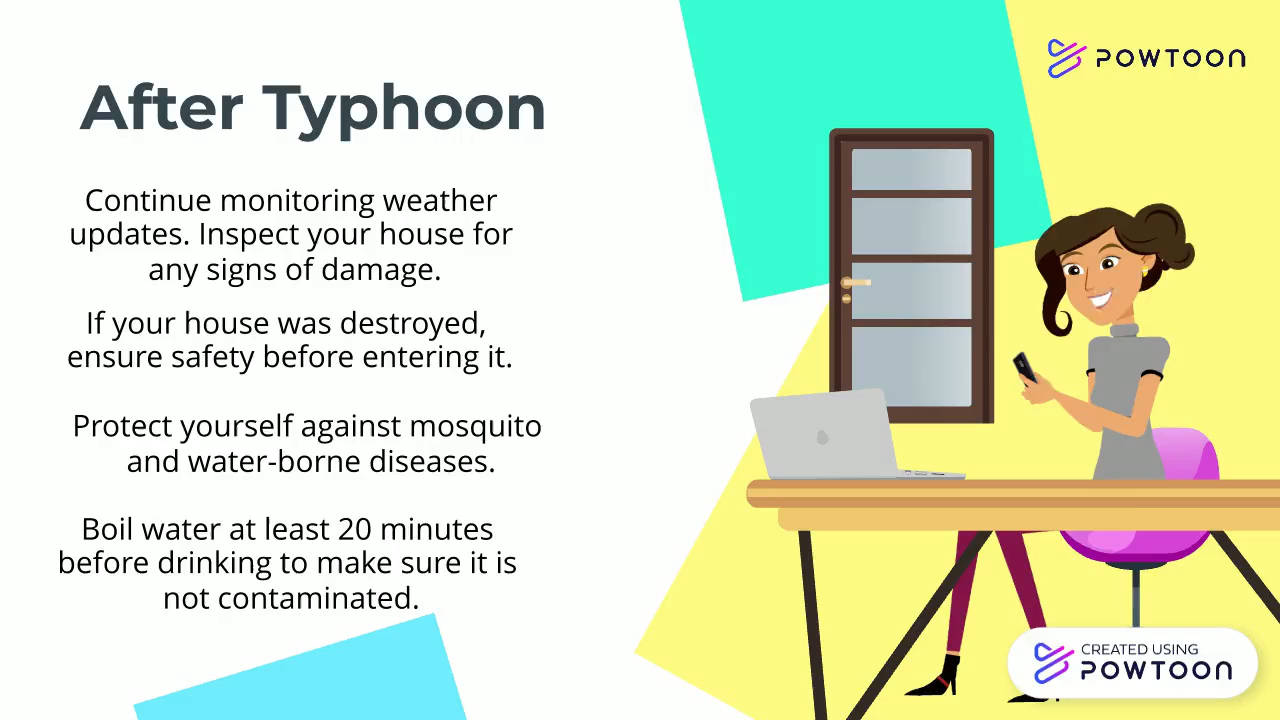 After Typhoon
Continue monitoring weather
updates. Inspect your house for
any signs of damage.
If your house was destroyed,
ensure safety before entering it.
Protect yourself against mosquito
and water-borne diseases.
Boil water at least 20 minutes
before drinking to make sure it is
not contaminated.
POWTOON
CREATED USING
POWTOON